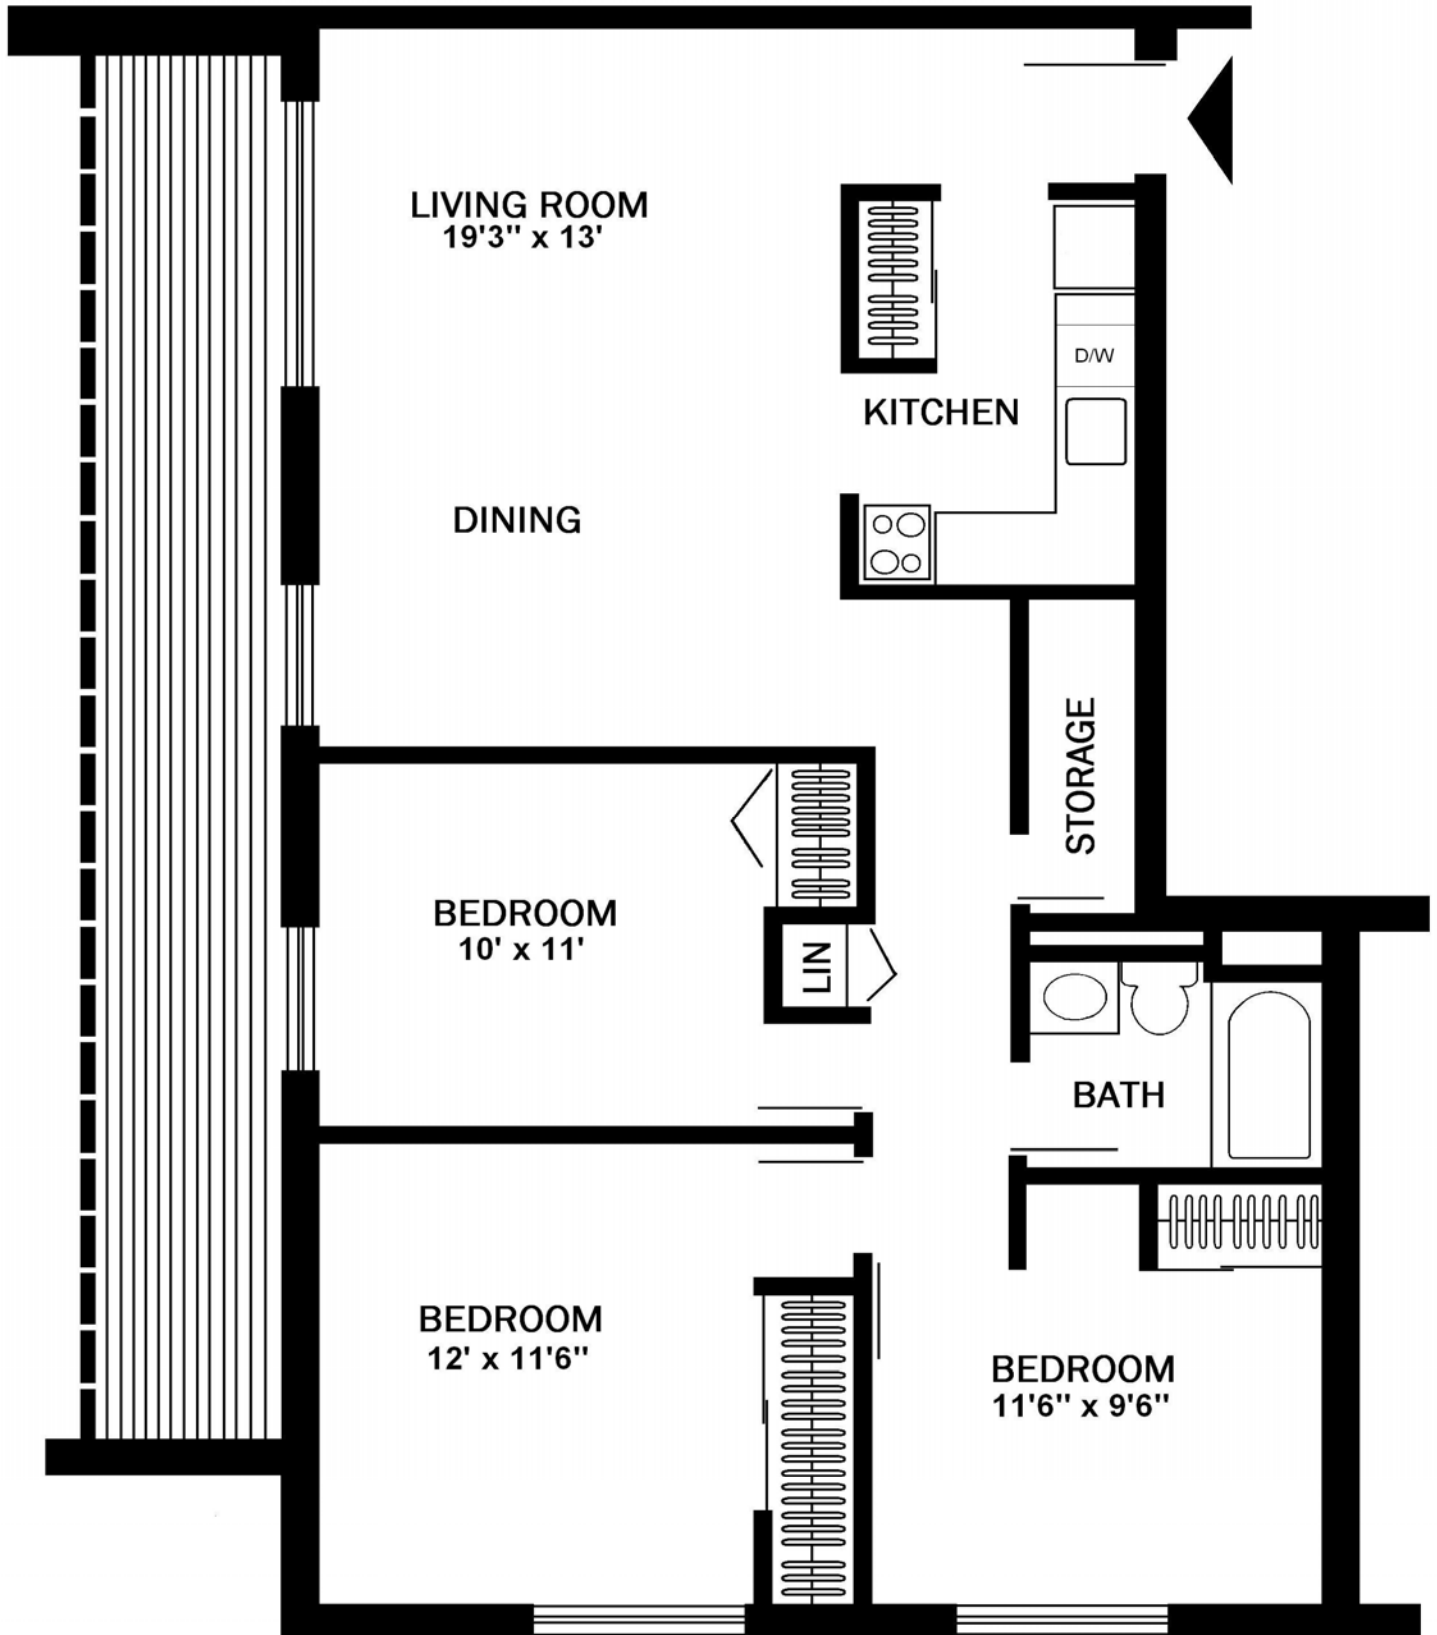 LIVING ROOM
19'3" x 13'
D/W
KITCHEN
DINING
STORAGE
BEDROOM
10' x 11'
LIN
BATH
BEDROOM
12' x 11'6"
BEDROOM
11'6" x 9'6"